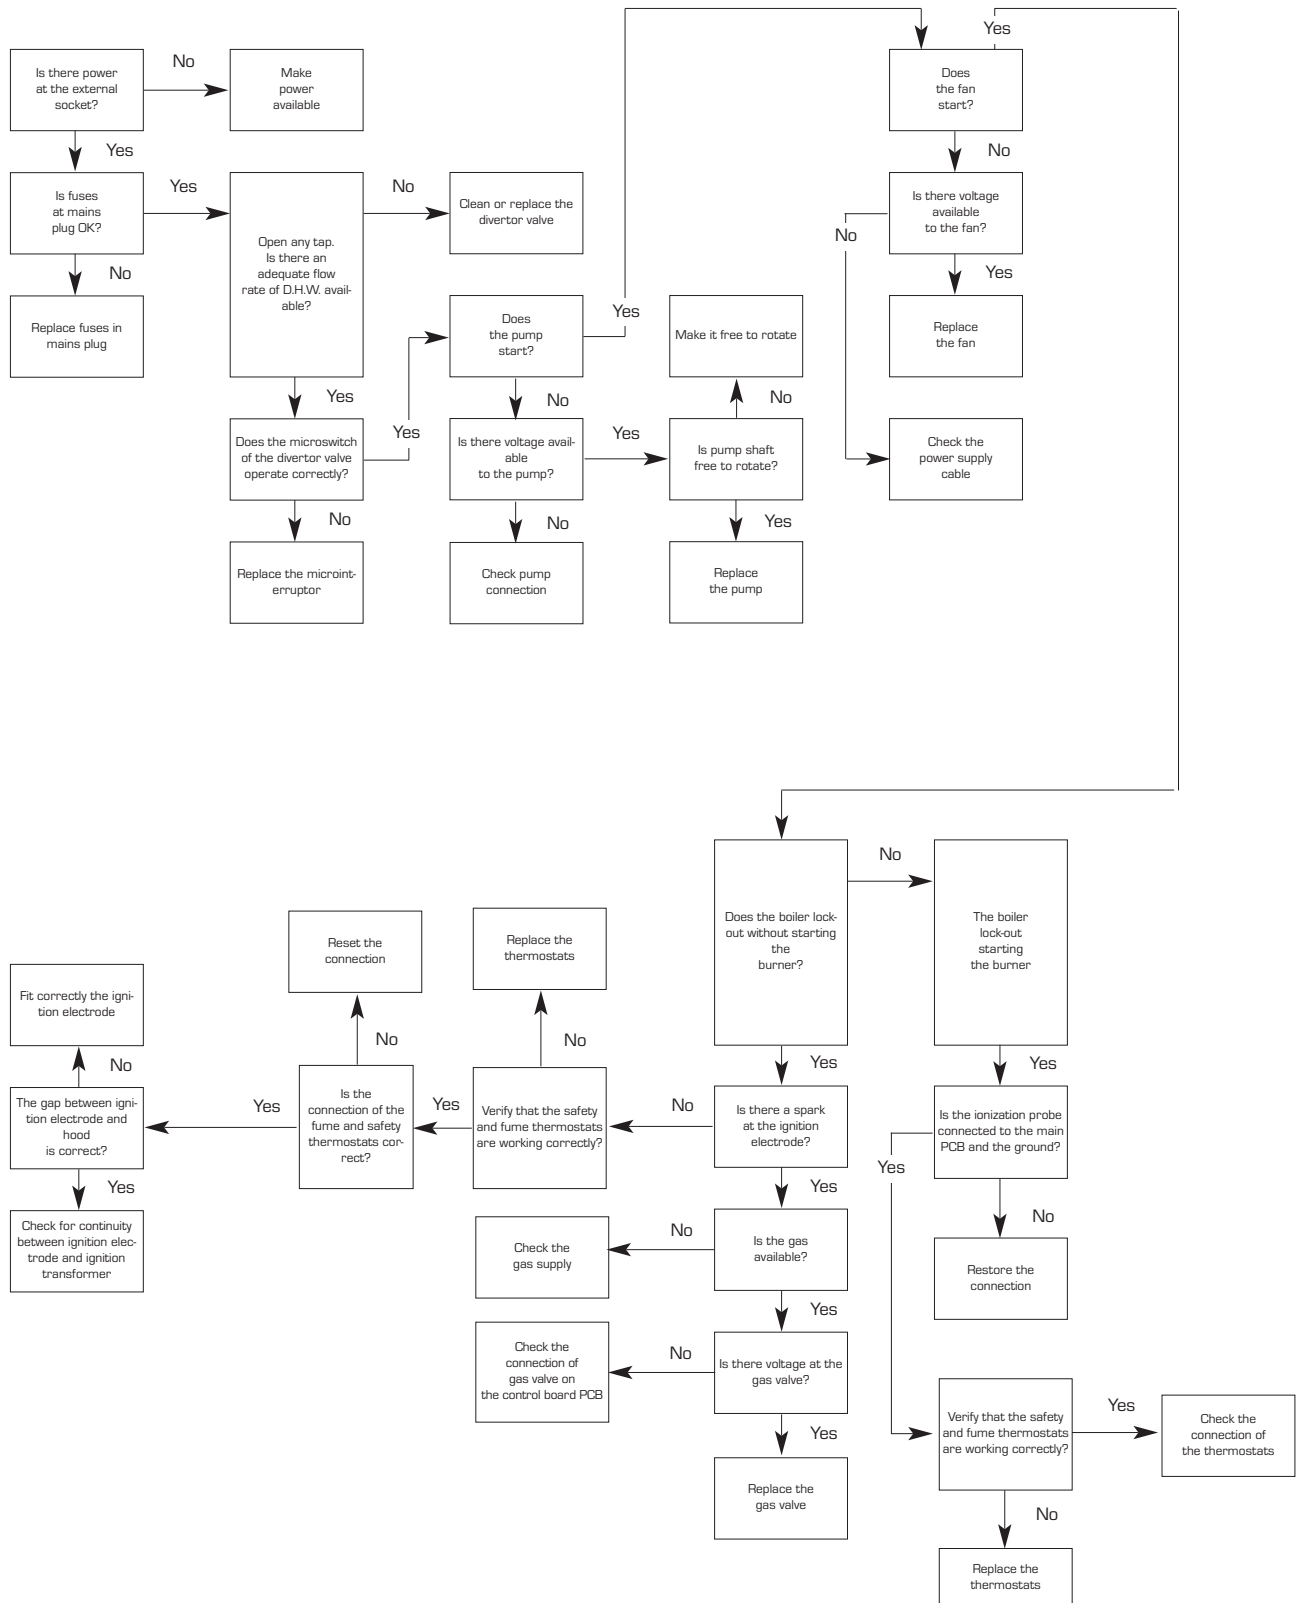 Yes
Is there power
at the external
socket?
No
Make
power
available
Does
the fan
start?
Yes
No
Is fuses
at mains
plug OK?
Yes
Open any tap.
Is there an
adequate flow
rate of D.H.W. avail-
able?
No
Clean or replace the
divertor valve
Is there voltage
available
to the fan?
No
No
Yes
Replace fuses in
mains plug
Does
the pump
start?
Yes
Make it free to rotate
Replace
the fan
Yes
No
No
Does the microswitch
of the divertor valve
operate correctly?
Yes
Is there voltage avail-
able
to the pump?
Yes
Is pump shaft
free to rotate?
Check the
power supply
cable
No
No
Yes
Replace the microint-
erruptor
Check pump
connection
Replace
the pump
Does the boiler lock-
out without starting
the
burner?
No
The boiler
lock-out
starting
the burner
Reset the
connection
Replace the
thermostats
Fit correctly the igni-
tion electrode
No
No
No
Yes
Yes
The gap between igni-
tion electrode and
hood
is correct?
Yes
Is the
connection of the
fume and safety
thermostats cor-
rect?
Yes
Verify that the safety
and fume thermostats
are working correctly?
No
Is there a spark
at the ignition
electrode?
Is the ionization probe
connected to the main
PCB and the ground?
Yes
Yes
Yes
No
Check for continuity
between ignition elec-
trode and ignition
transformer
Check the
gas supply
No
Is the gas
available?
Restore the
connection
Yes
Check the
connection of
gas valve on
the control board PCB
No
Is there voltage at the
gas valve?
Yes
Verify that the safety
and fume thermostats
are working correctly?
Yes
Check the
connection of
the thermostats
Replace the
gas valve
No
Replace the
thermostats